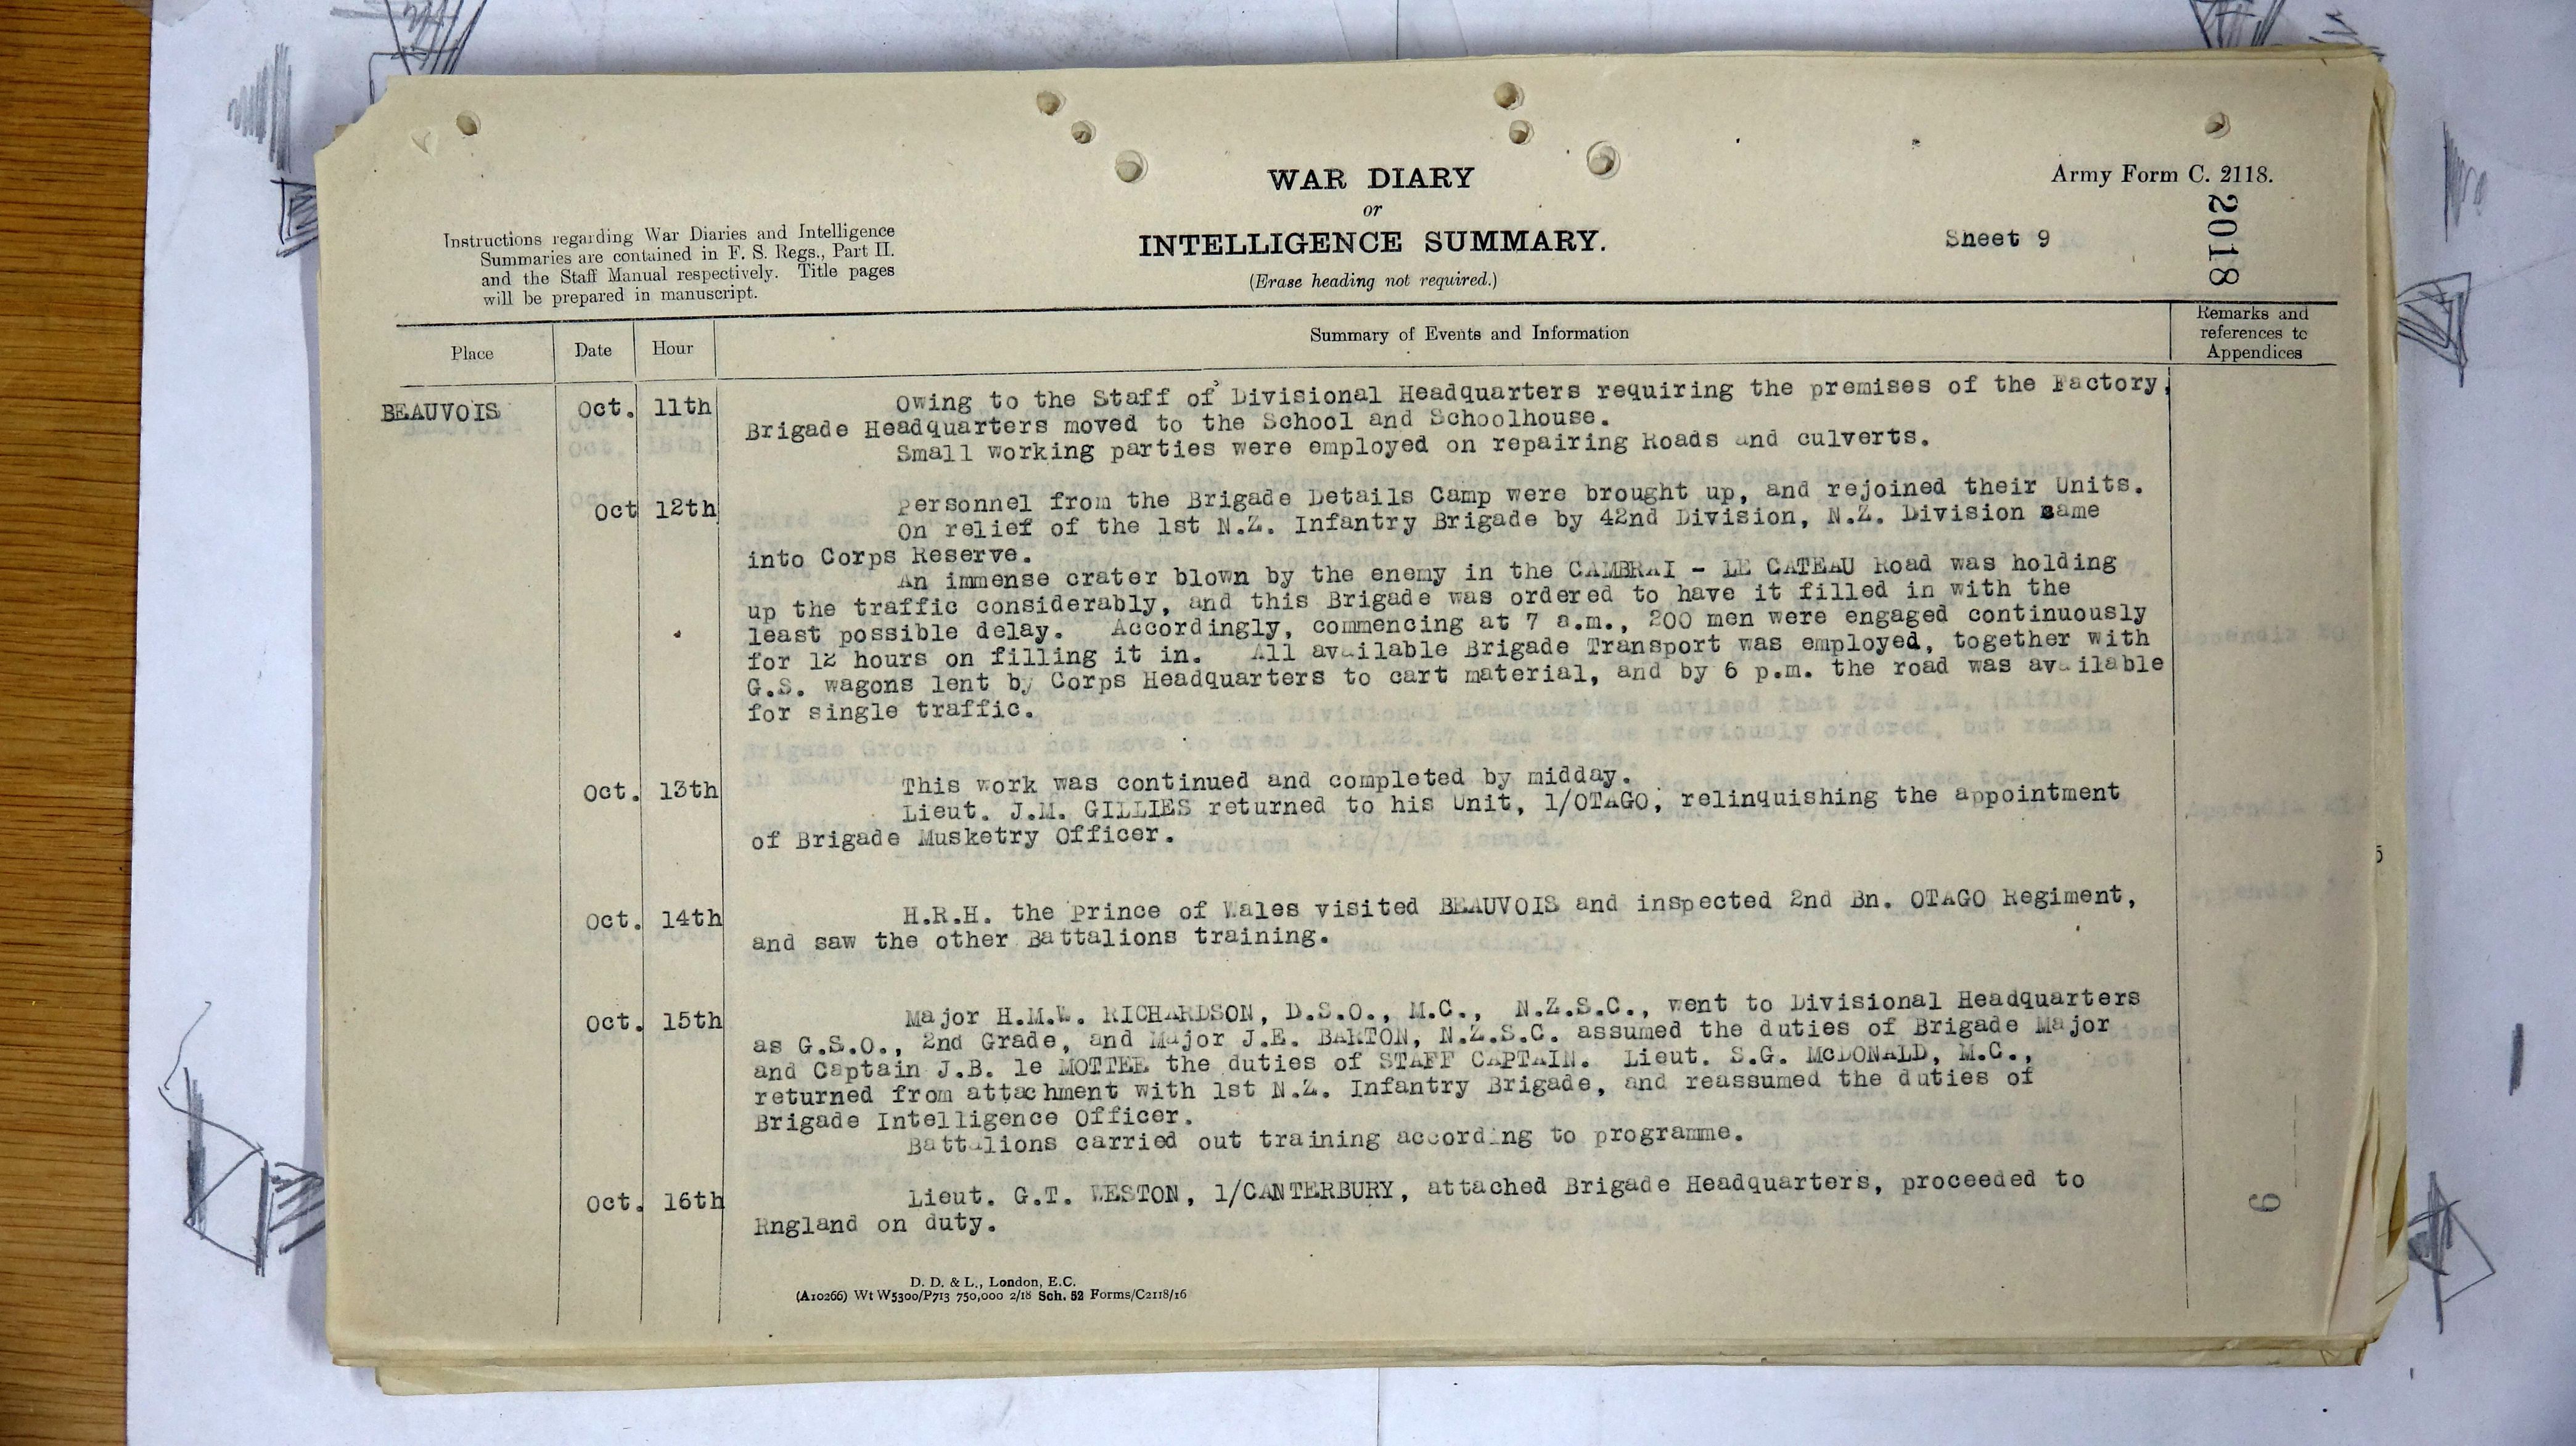 Army Form C. 2118.
2018
WAR DIARY
or
INTELLIGENCE SUMMARY.
(Erase heading not required.)
Sheet 9
Instructions regarding War Diaries and Intelligence
Summaries are contained in F. S. Regs., Part II.
and the Staff Manual respectively. Title pages
will be prepared in manuscript.
Place Date Hour Summary of Events and Information Remarks and
references to
Appendices
BEAUVOIS Oct. 11th Owing to the Staff of Divisional Headquarters requiring the premises of the Factory,
Brigade Headquarters moved to the School and Schoolhouse.
Small working parties were employed on repairing Roads and culverts.
Oct 12th Personnel from the Brigade Details Camp were brought up, and rejoined their Units.
On relief of the 1st N.Z. Infantry Brigade by 42nd Division, N.Z. Division same
into Corps Reserve.
An immense crater blown by the enemy in the CAMBRAI - LE CATEAU Road was holding
up the traffic considerably, and this Brigade was ordered to have it filled in with the
least possible delay. Accordingly, commencing at 7 a.m., 200 men were engaged continuously
for 12 hours on filling it in. All available Brigade Transport was employed, together with
G.S. wagons lent by Corps Headquarters to cart material, and by 6 p.m. the road was available
for single traffic.
Oct. 13th This work was continued and completed by midday.
Lieut. J.M. GILLIES returned to his Unit, 1/OTAGO, relinquishing the appointment
of Brigade Musketry Officer.
Oct. 14th H.R.H. the Prince of Wales visited BEAUVOIS and inspected 2nd Bn. OTAGO Regiment,
and saw the other Battalions training.
Oct. 15th Major H.M.W. RICHARDSON, D.S.O., M.C., N.Z.S.C., went to Divisional Headquarters
as G.S.O., 2nd Grade, and Major J.E. BARTON, N.Z.S.C. assumed the duties of Brigade Major
and Captain J.B. le MOTTEE the duties of STAFF CAPTAIN. Lieut. S.G. McDONALD, M.C.,
returned from attachment with 1st N.Z. Infantry Brigade, and reassumed the duties of
Brigade Intelligence Officer.
Battalions carried out training according to programme.
Oct. 16th Lieut. G.T. WESTON, 1/CANTERBURY, attached Brigade Headquarters, proceeded to
Rngland on duty.
9
D. D. & L., London, E.C.
(A10266) Wt W5300/P713 750,000 2/18 Sch. 52 Forms/C2118/16